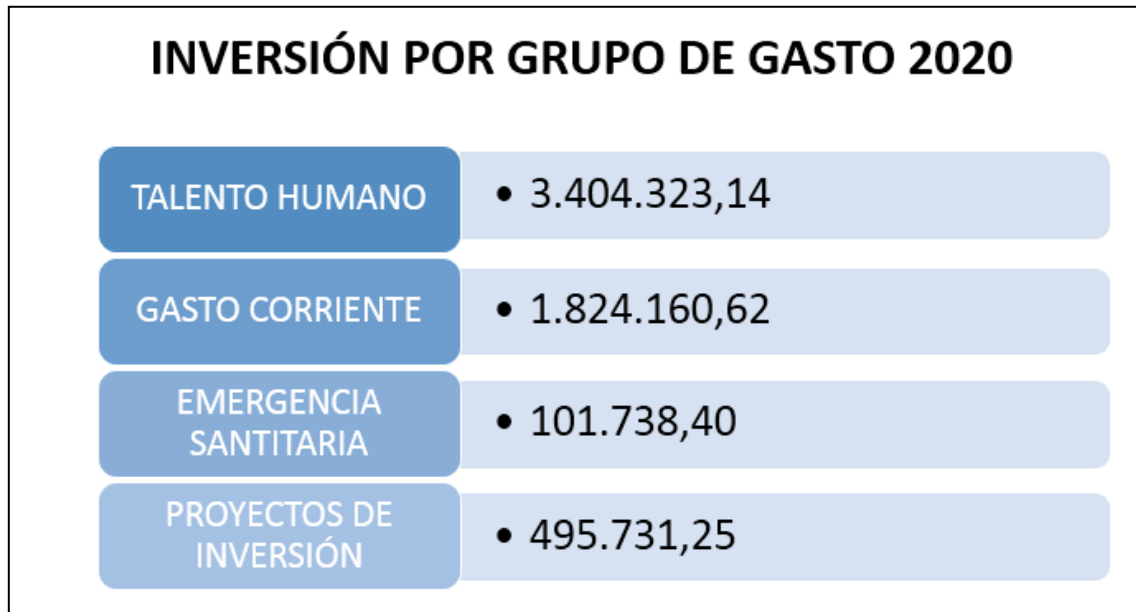 INVERSIÓN POR GRUPO DE GASTO 2020
TALENTO HUMANO
• 3.404.323,14
GASTO CORRIENTE
• 1.824.160,62
EMERGENCIA
SANTITARIA
• 101.738,40
PROYECTOS DE
INVERSIÓN
• 495.731,25